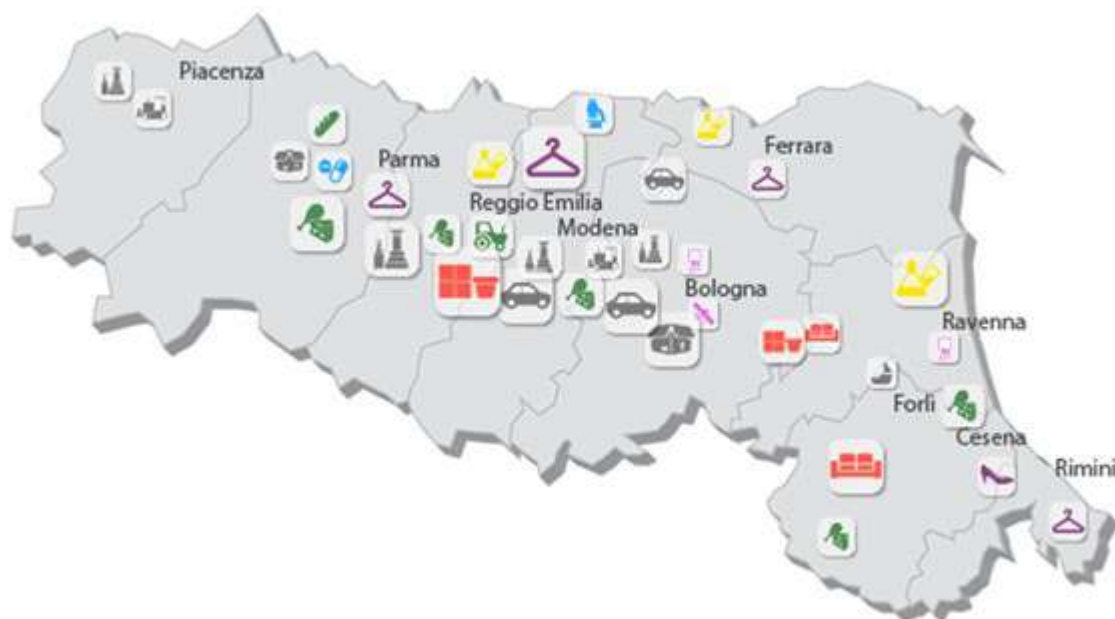 Piacenza
Parma
Ferrara
Reggio Emilia
Modena
Bologna
Ravenna
Forlì
Cesena
Rimini